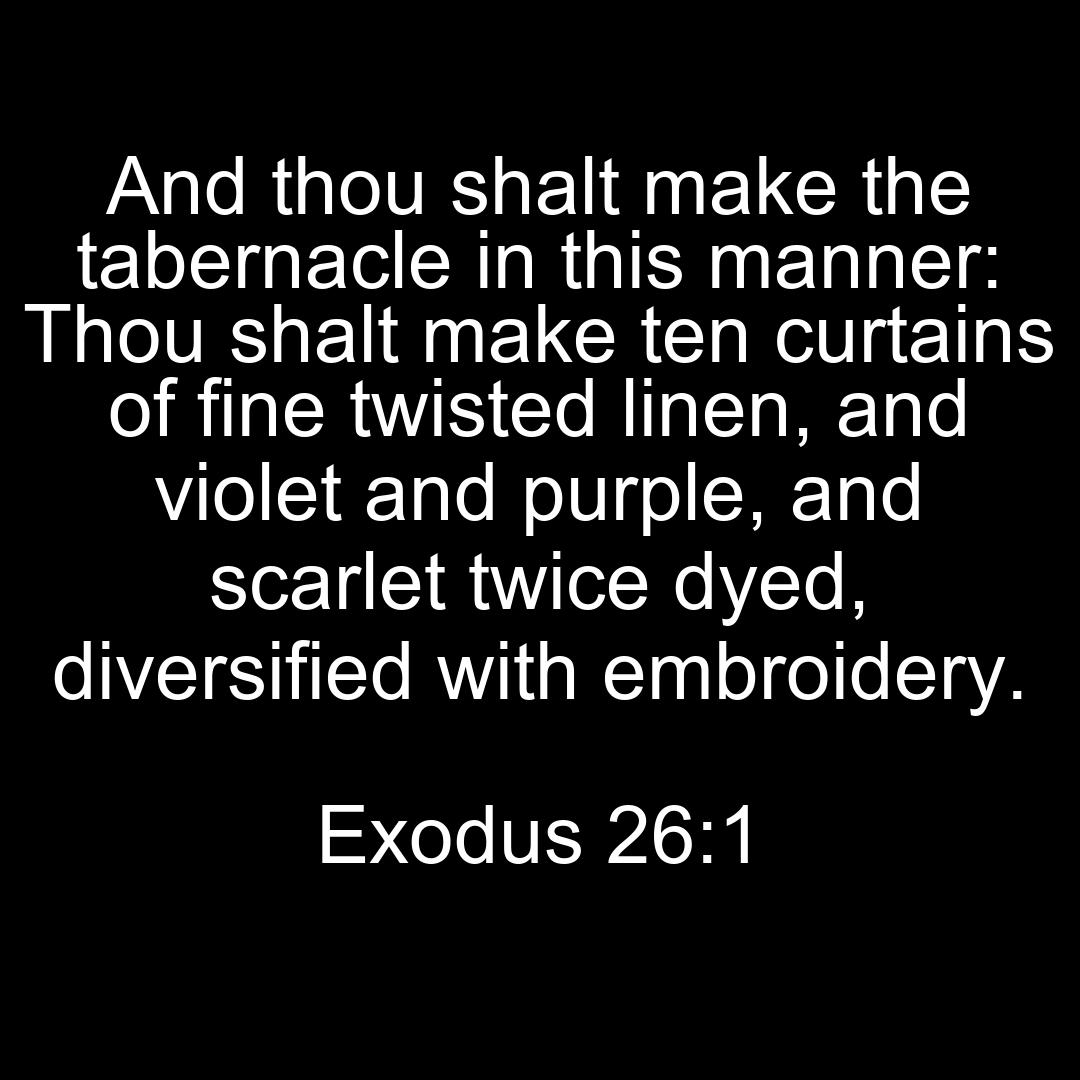 And thou shalt make the
tabernacle in this manner:
Thou shalt make ten curtains
of fine twisted linen, and
violet and purple, and
scarlet twice dyed,
diversified with embroidery.
Exodus 26:1